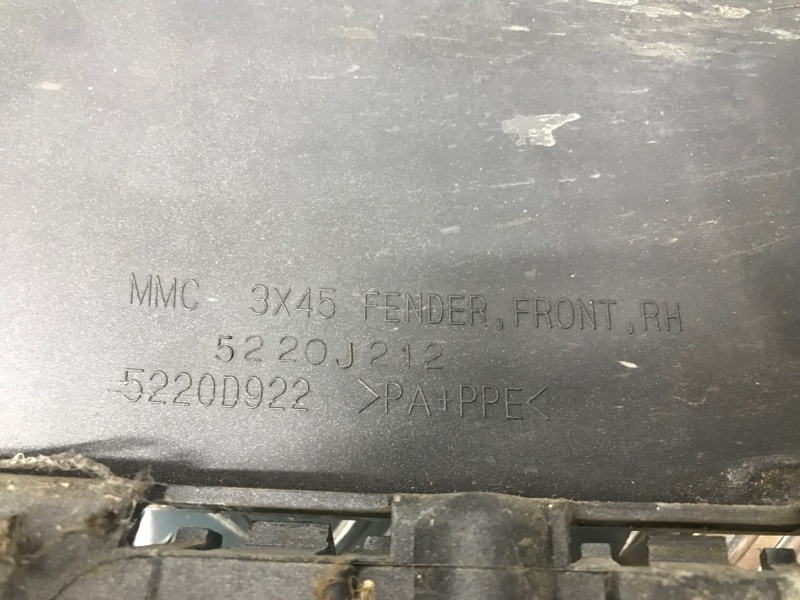 MMC 3X45 FENDER, FRONT, RH
5220J212
5220D922 >PA+PPE<